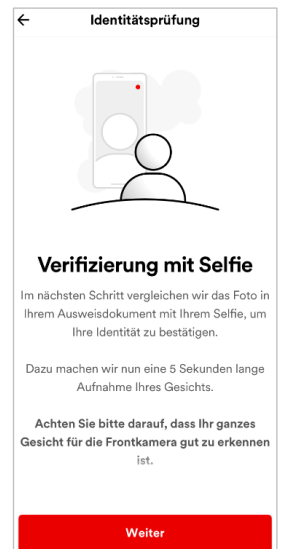 Identitätsprüfung
Verifizierung mit Selfie
Im nächsten Schritt vergleichen wir das Foto in
Ihrem Ausweisdokument mit Ihrem Selfie, um
Ihre Identität zu bestätigen.
Dazu machen wir nun eine 5 Sekunden lange
Aufnahme Ihres Gesichts.
Achten Sie bitte darauf, dass Ihr ganzes
Gesicht für die Frontkamera gut zu erkennen
ist.
Weiter